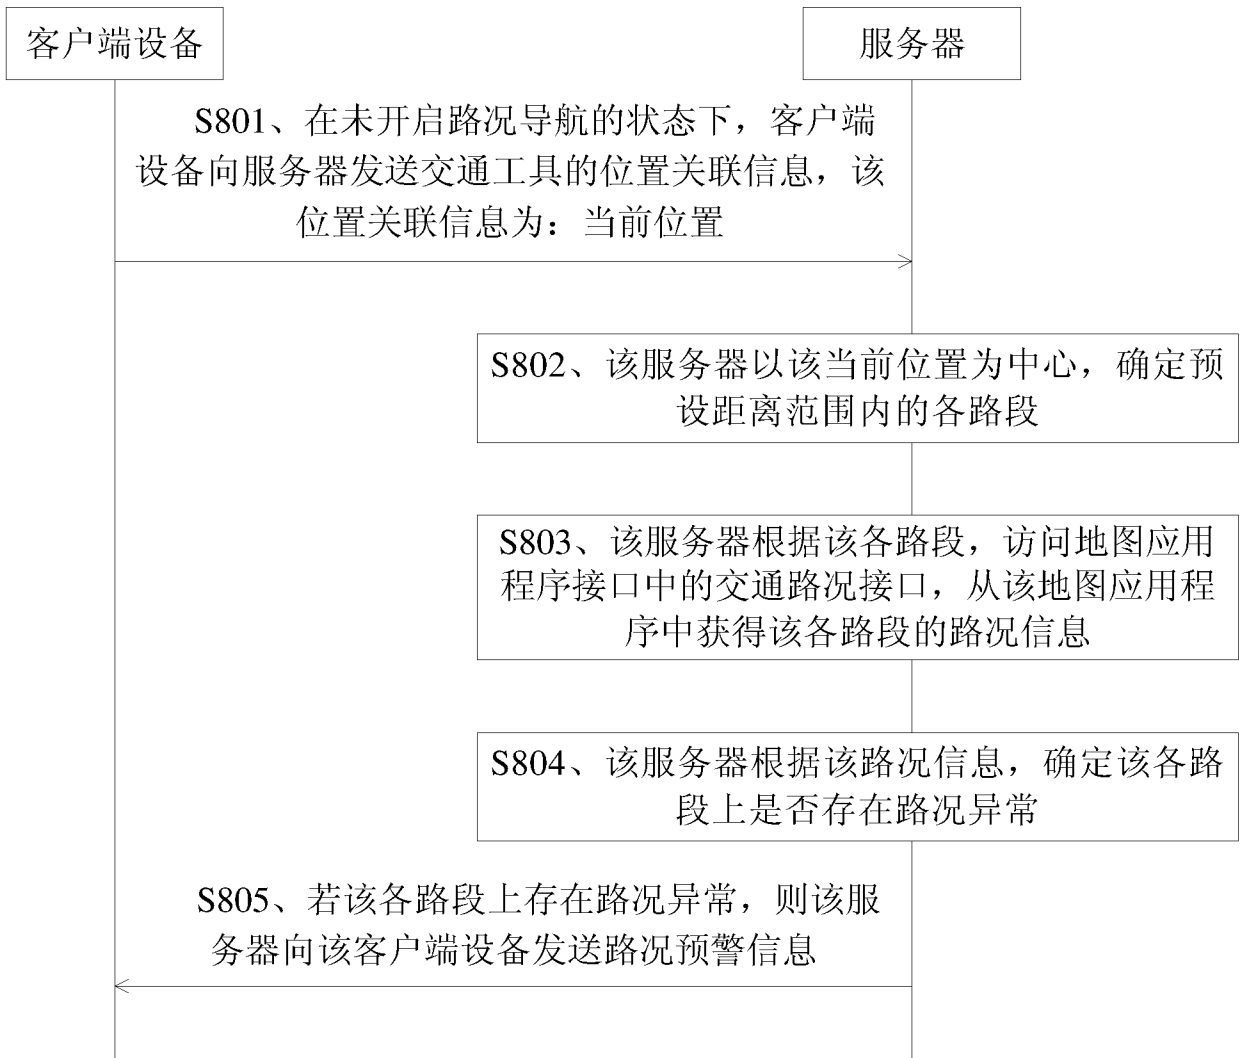 客户端设备
服务器
S801、在未开启路况导航的状态下，客户端
设备向服务器发送交通工具的位置关联信息，该
位置关联信息为：当前位置
S802、该服务器以该当前位置为中心，确定预
设距离范围内的各路段
S803、该服务器根据该各路段，访问地图应用
程序接口中的交通路况接口，从该地图应用程
序中获得该各路段的路况信息
S804、该服务器根据该路况信息，确定该各路
段上是否存在路况异常
S805、若该各路段上存在路况异常，则该服
务器向该客户端设备发送路况预警信息